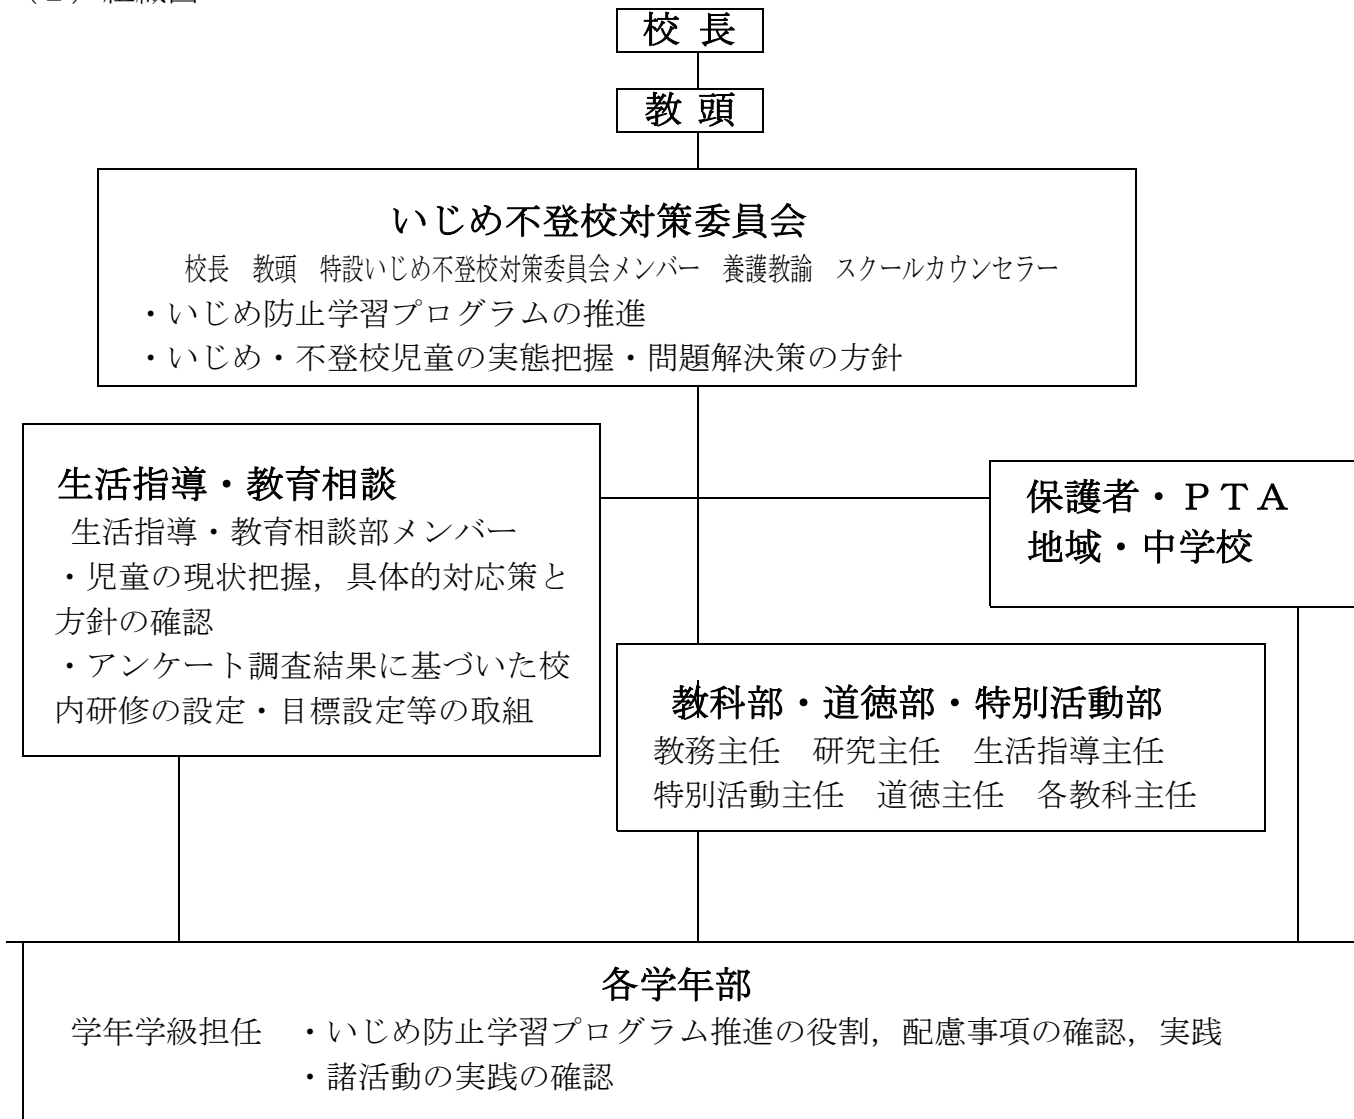 校 長
教 頭
いじめ不登校対策委員会
校長　教頭　特設いじめ不登校対策委員会メンバー　養護教諭　スクールカウンセラー
・いじめ防止学習プログラムの推進
・いじめ・不登校児童の実態把握・問題解決策の方針
生活指導・教育相談
生活指導・教育相談部メンバー
・児童の現状把握，具体的対応策と
方針の確認
・アンケート調査結果に基づいた校
内研修の設定・目標設定等の取組
保護者・ＰＴＡ
地域・中学校
教科部・道徳部・特別活動部
教務主任　研究主任　生活指導主任
特別活動主任　道徳主任　各教科主任
各学年部
学年学級担任　・いじめ防止学習プログラム推進の役割，配慮事項の確認，実践
・諸活動の実践の確認